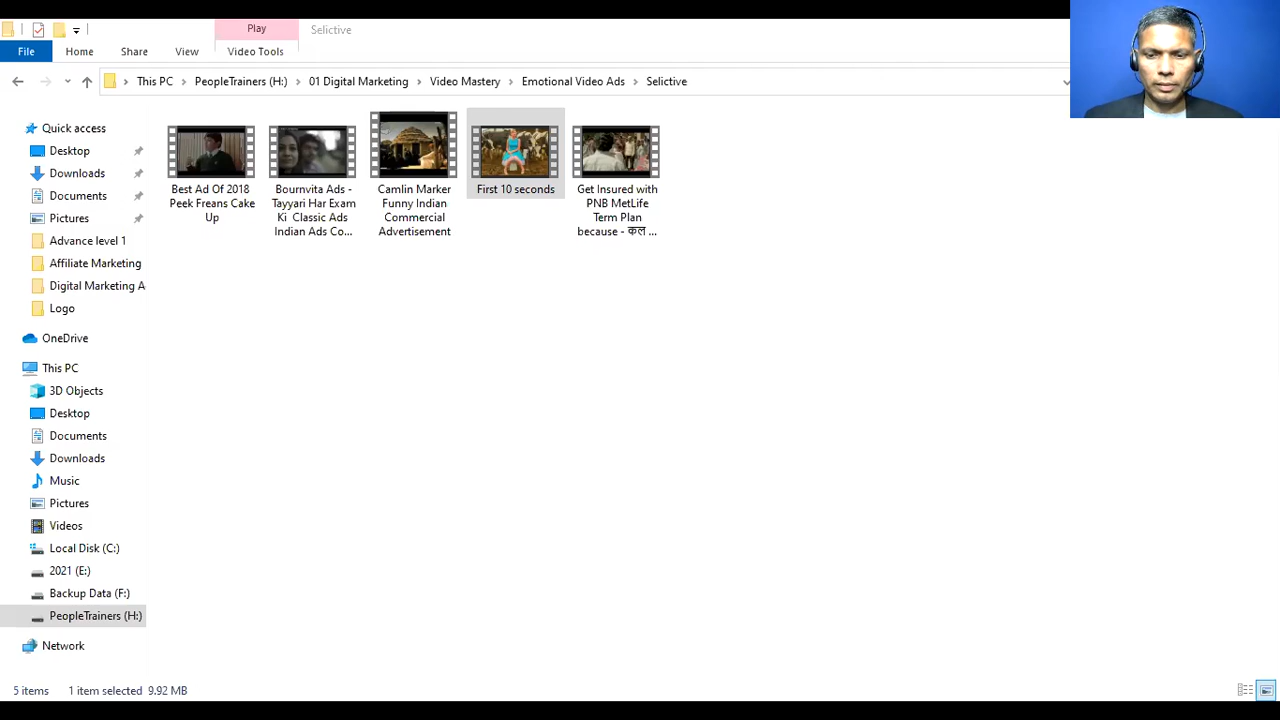 Play
Selictive
File
Home
Share
View
Video Tools
This PC
PeopleTrainers (H:)
01 Digital Marketing
Video Mastery
Emotional Video Ads
Selictive
Quick access
Desktop
Downloads
Documents
Pictures
Advance level 1
Affiliate Marketing
Digital Marketing A
Logo
OneDrive
This PC
3D Objects
Desktop
Documents
Downloads
Music
Pictures
Videos
Local Disk (C:)
2021 (E:)
Backup Data (F:)
PeopleTrainers (H:)
Network
Best Ad Of 2018
Peek Freans Cake
Up
Bournvita Ads -
Tayyari Har Exam
Ki Classic Ads
Indian Ads Co...
Camlin Marker
Funny Indian
Commercial
Advertisement
First 10 seconds
Get Insured with
PNB MetLife
Term Plan
because - कल ...
5 items
1 item selected 9.92 MB